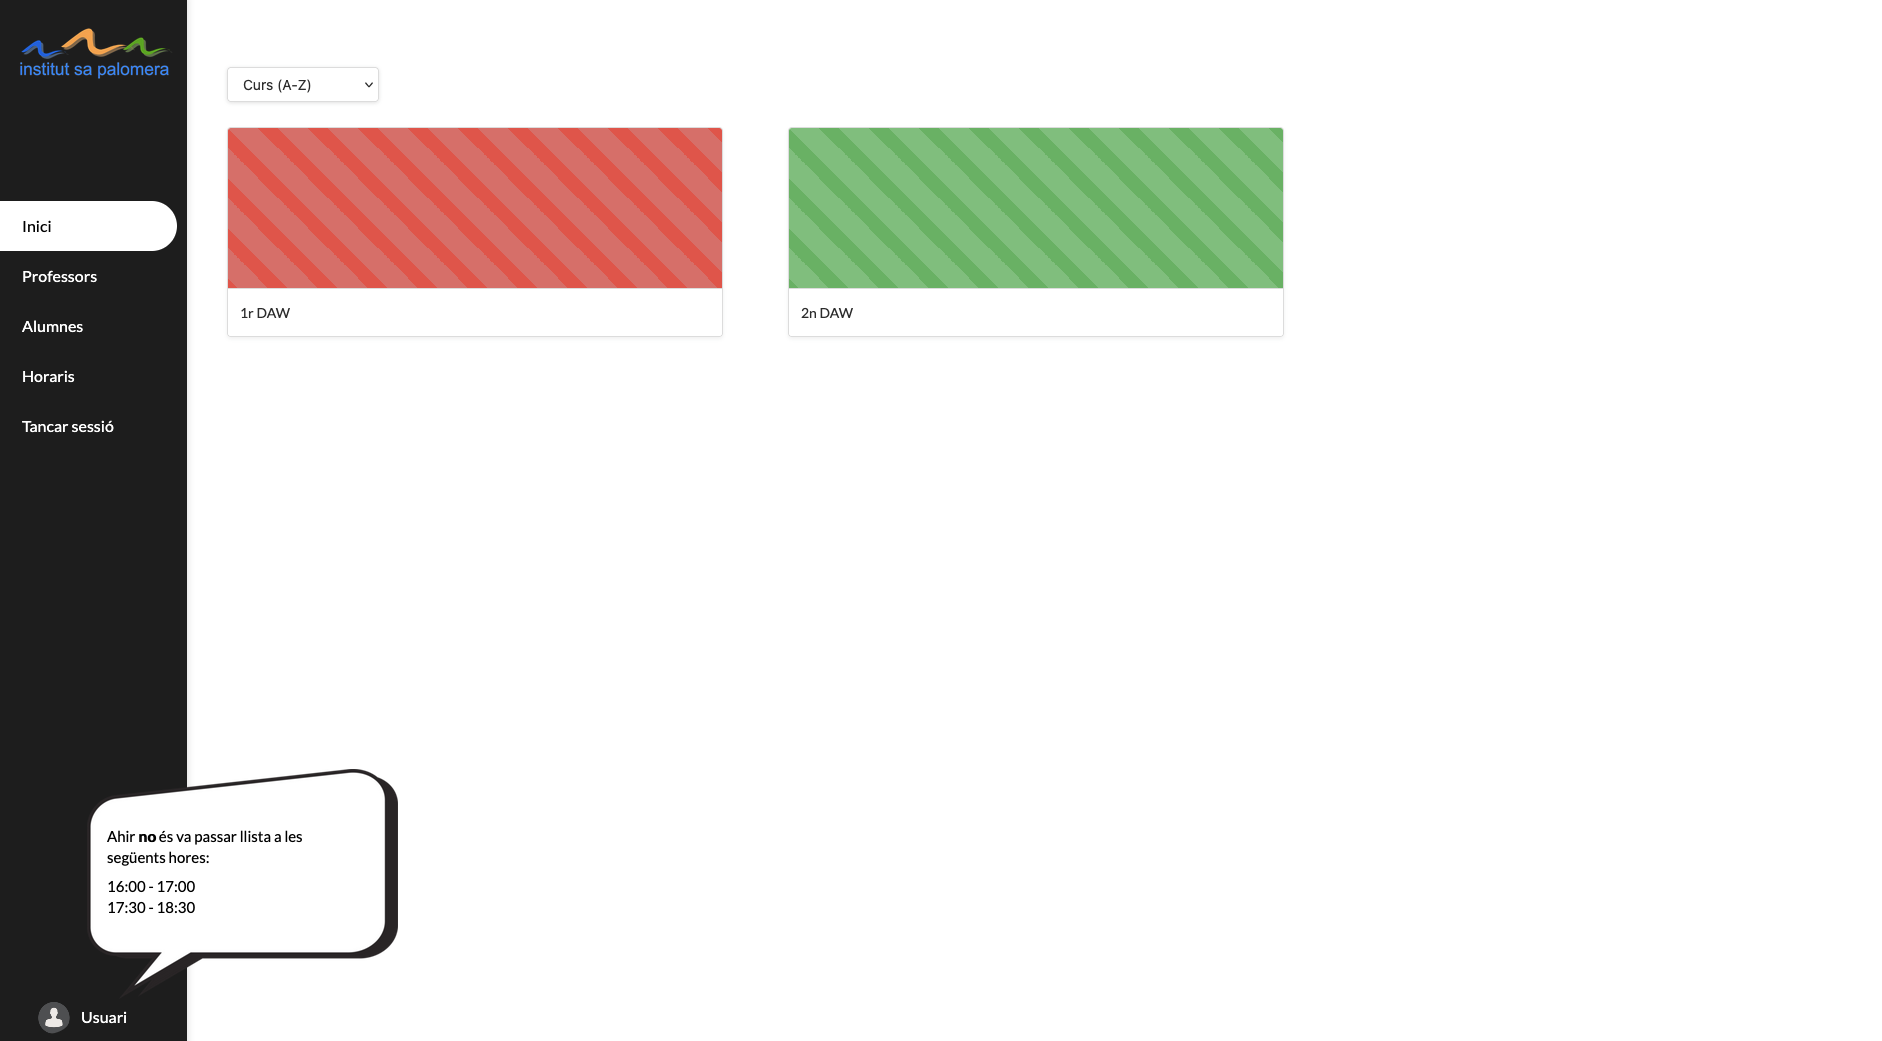 institut sa palomera
Inici
Professors
Alumnes
Horaris
Tancar sessió
Curs (A-Z)
1r DAW
2n DAW
Ahir no és va passar llista a les
següents hores:
16:00 - 17:00
17:30 - 18:30
Usuari